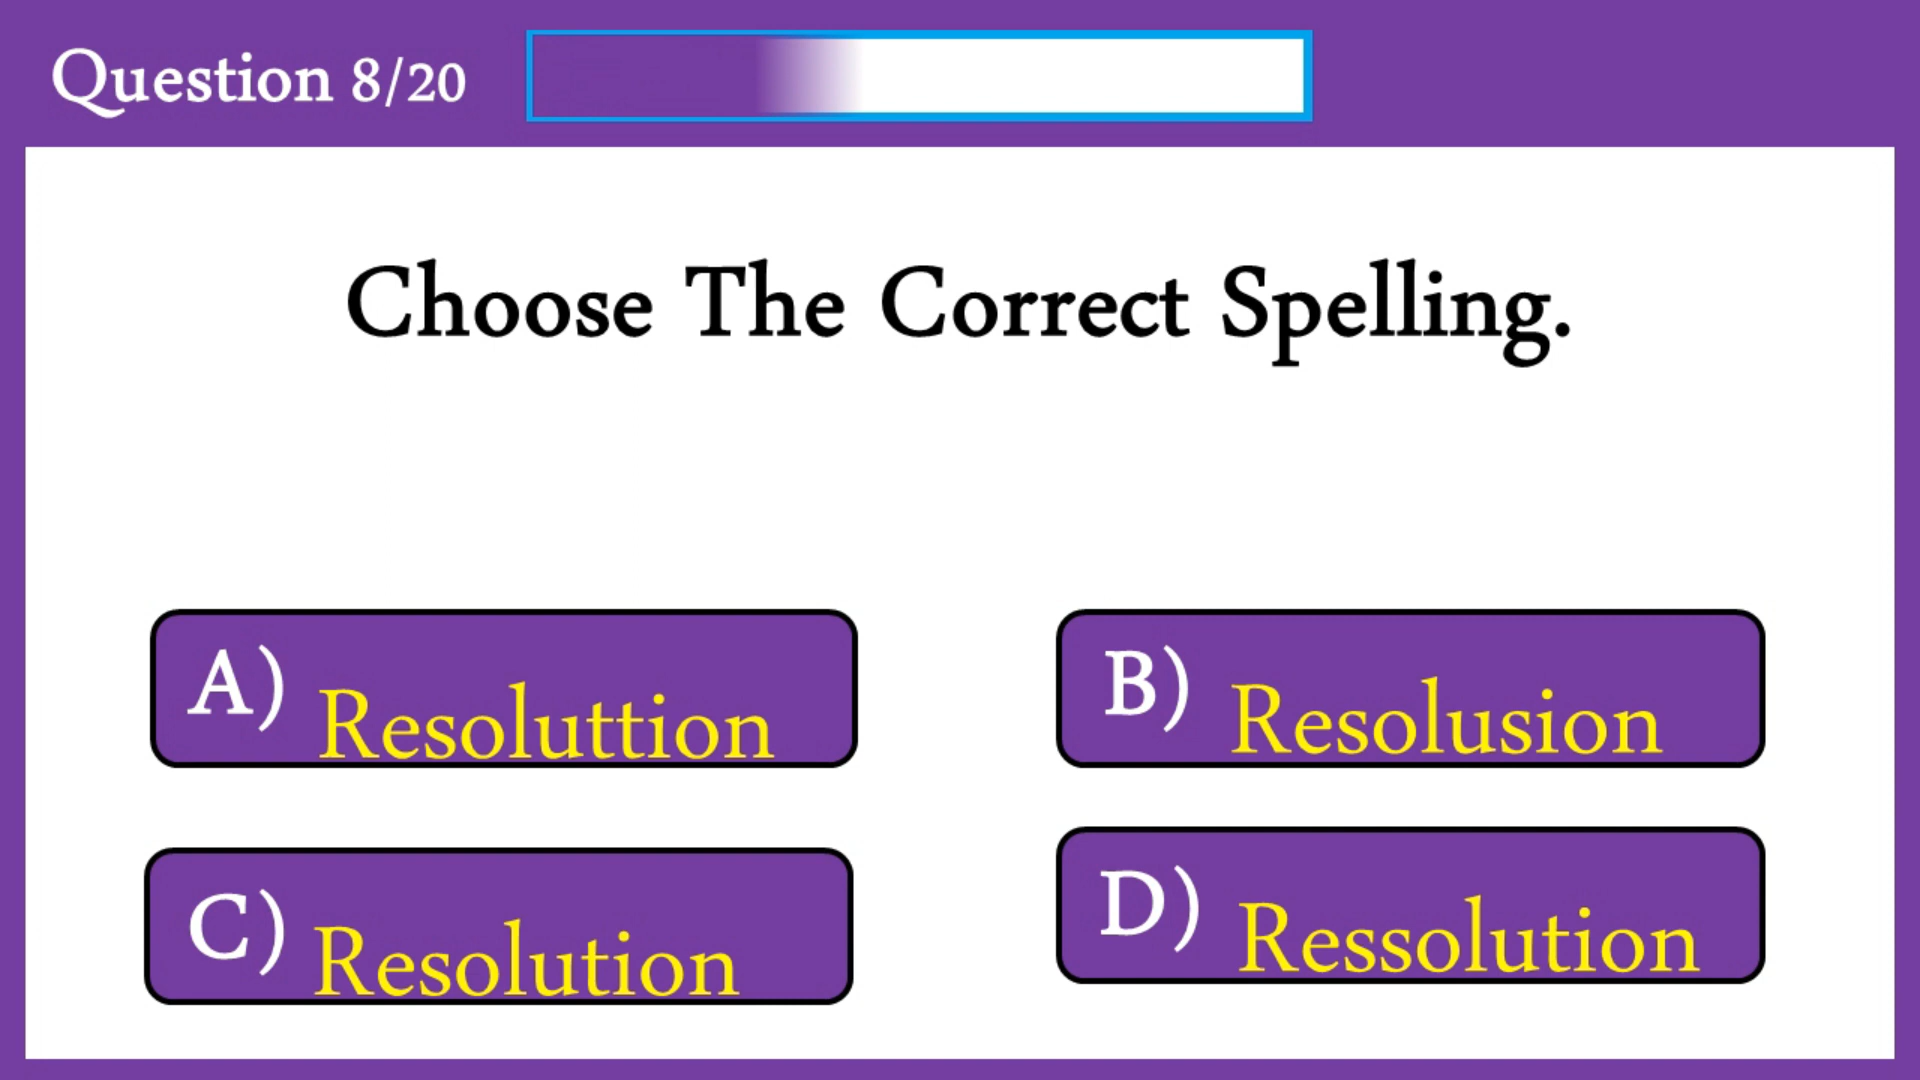 Question 8/20
Choose The Correct Spelling.
A) Resoluttion
B) Resolusion
C) Resolution
D) Ressolution